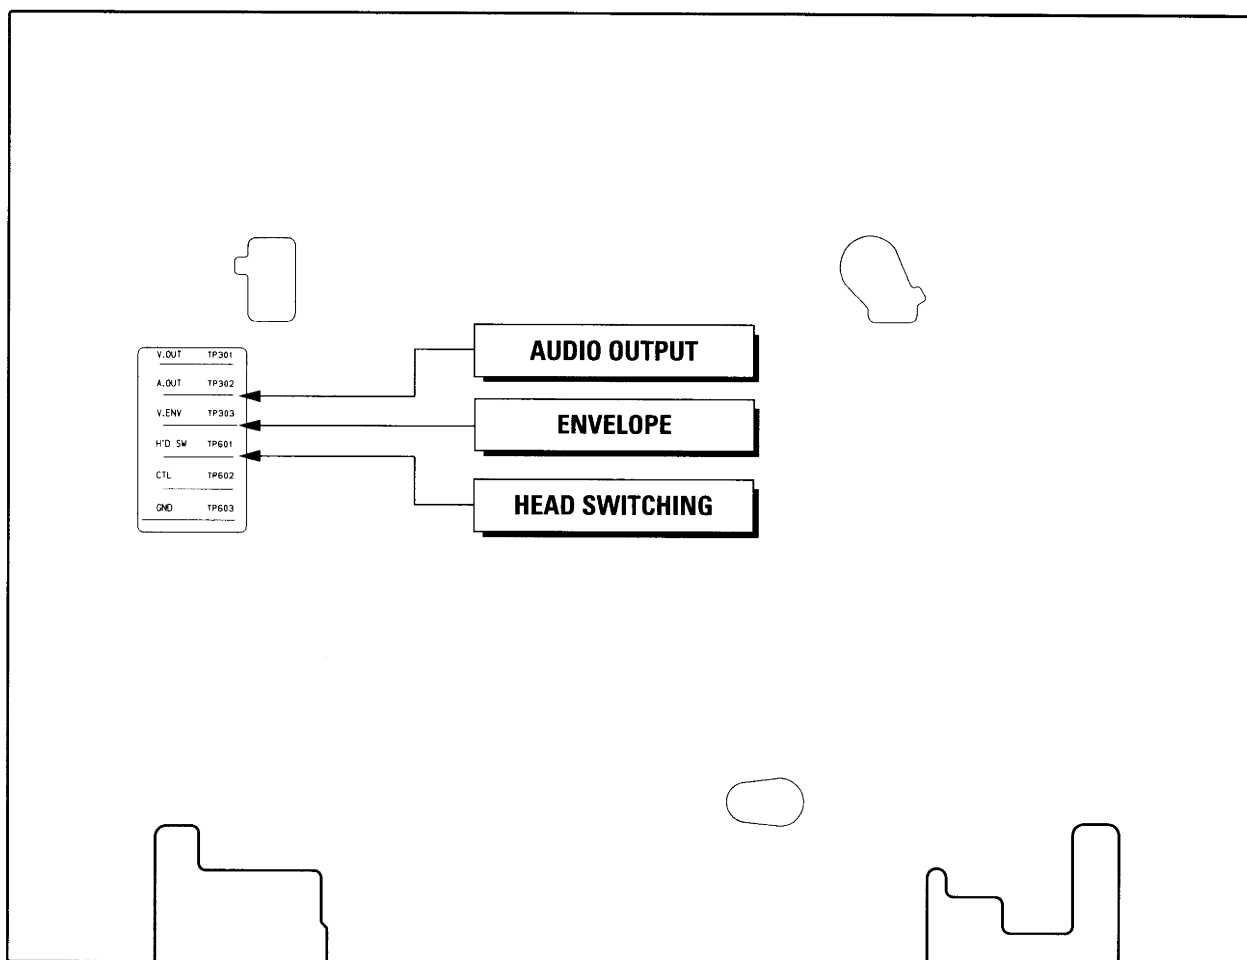 V.OUT TP301
A.OUT TP302
V.ENV TP303
H'D SW TP601
CTL TP602
GND TP603
AUDIO OUTPUT
ENVELOPE
HEAD SWITCHING